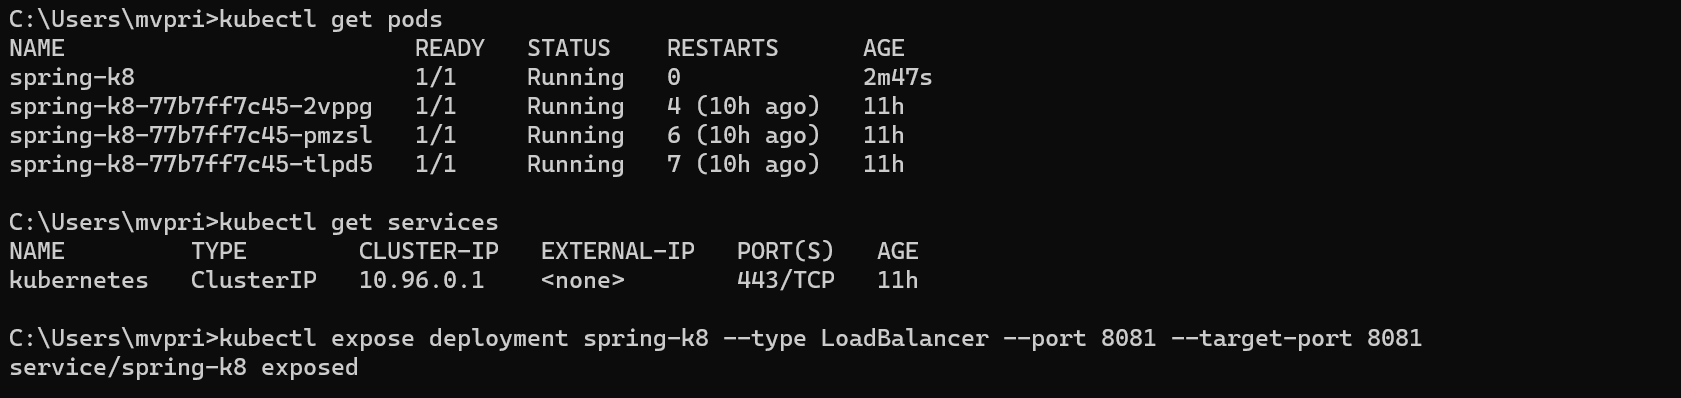 C:\Users\mvpri>kubectl get pods
NAME                         READY   STATUS    RESTARTS      AGE
spring-k8                    1/1     Running   0             2m47s
spring-k8-77b7ff7c45-2vppg   1/1     Running   4 (10h ago)   11h
spring-k8-77b7ff7c45-pmzsl   1/1     Running   6 (10h ago)   11h
spring-k8-77b7ff7c45-tlpd5   1/1     Running   7 (10h ago)   11h
C:\Users\mvpri>kubectl get services
NAME         TYPE        CLUSTER-IP   EXTERNAL-IP   PORT(S)   AGE
kubernetes   ClusterIP   10.96.0.1    <none>        443/TCP   11h
C:\Users\mvpri>kubectl expose deployment spring-k8 --type LoadBalancer --port 8081 --target-port 8081
service/spring-k8 exposed